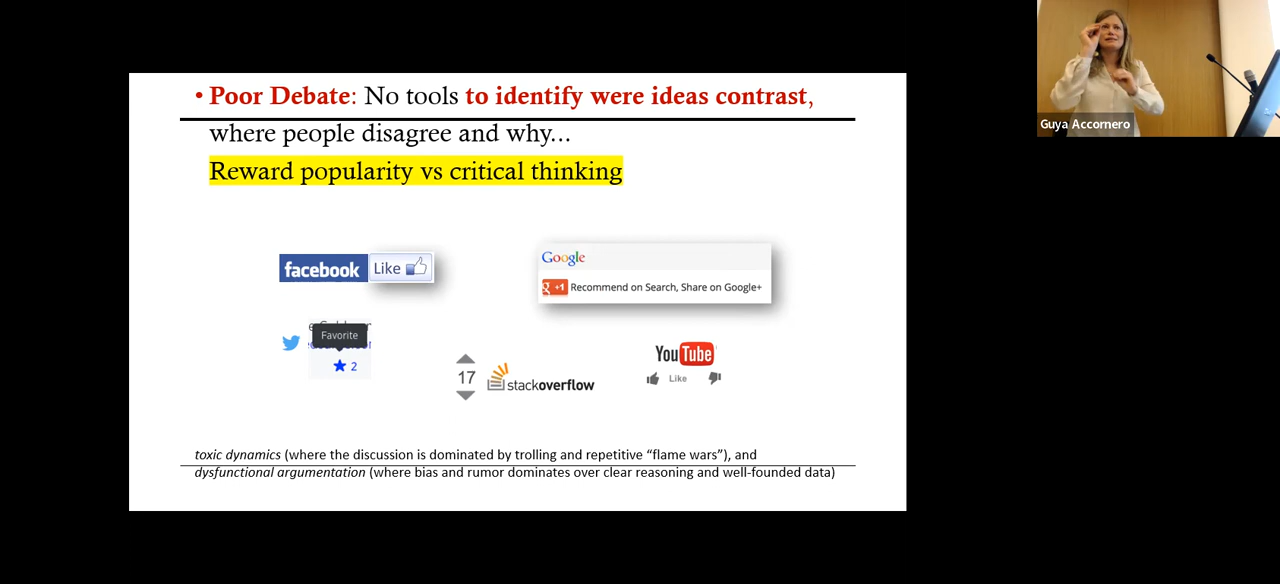 • Poor Debate: No tools to identify were ideas contrast,
where people disagree and why...
Reward popularity vs critical thinking
facebook Like
Google
g +1 Recommend on Search, Share on Google+
Favorite
2
17 stackoverflow
YouTube
Like
toxic dynamics (where the discussion is dominated by trolling and repetitive “flame wars”), and
dysfunctional argumentation (where bias and rumor dominates over clear reasoning and well-founded data)
Guya Accornero